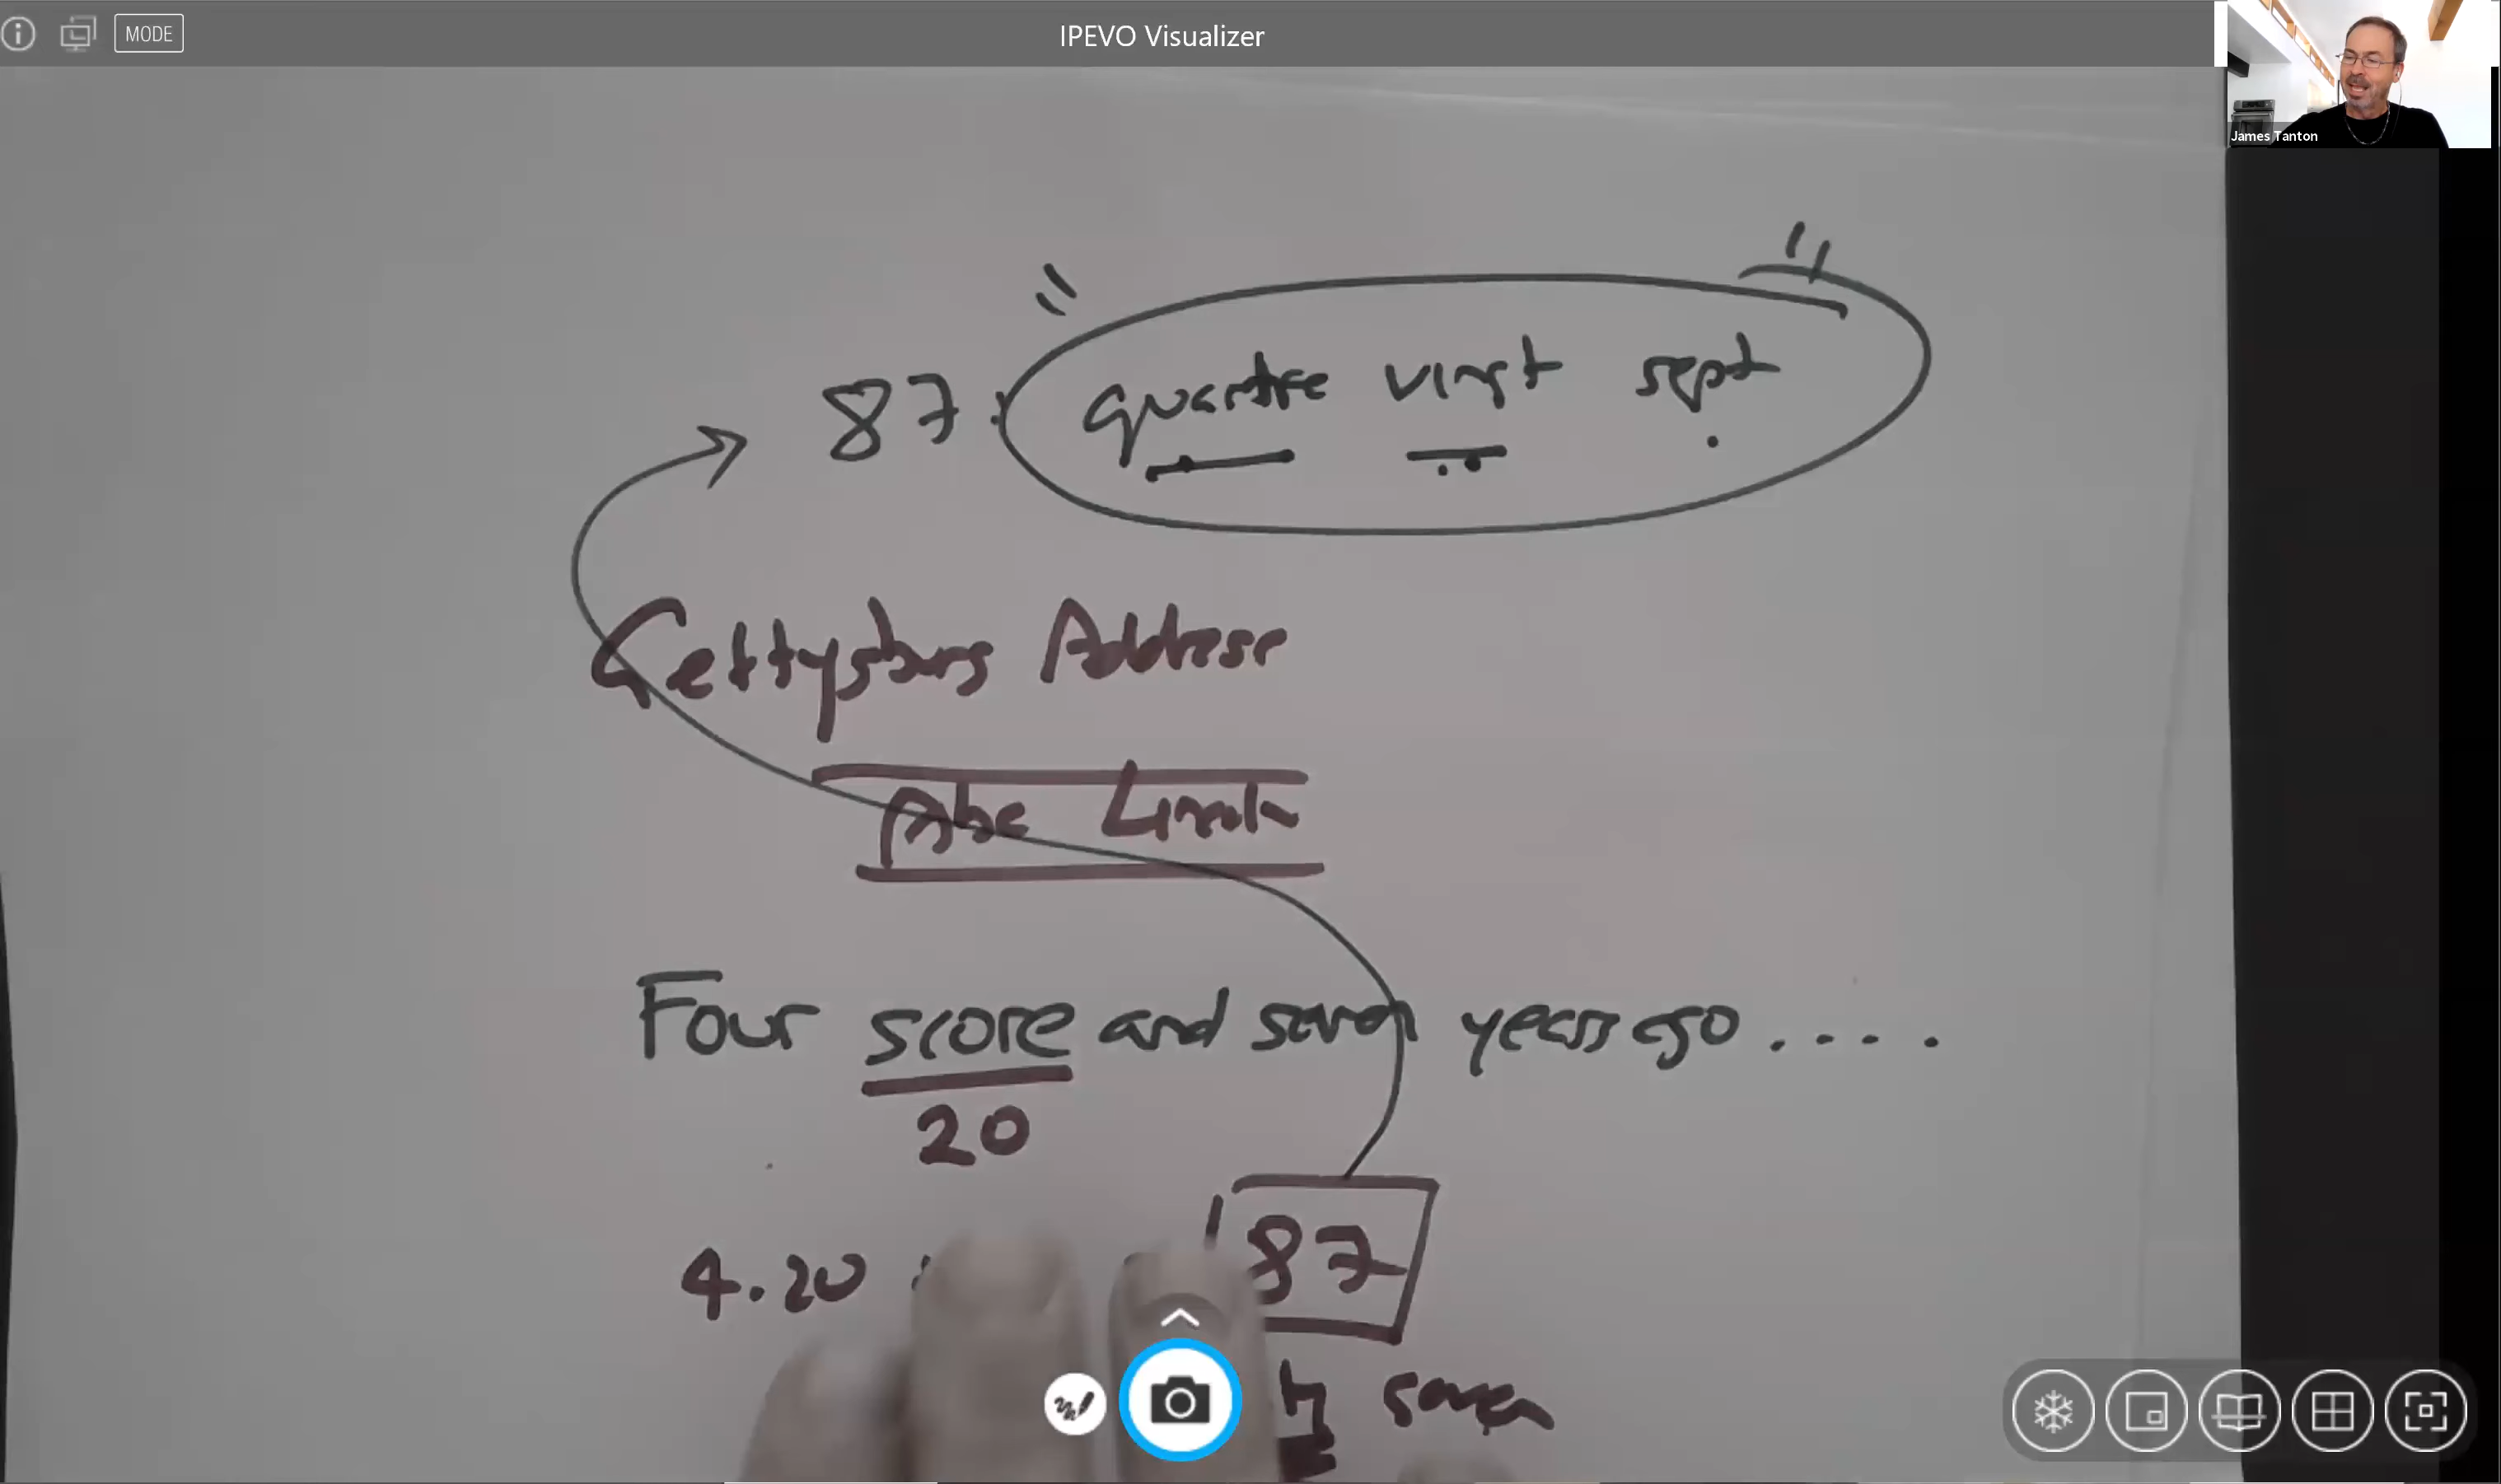 MODE
IPEVO Visualizer
James Tanton
87: quatre vingt sept
Gettysburg Address
Abe Link
Four score and seven years ago....
20
4.20
87
seven